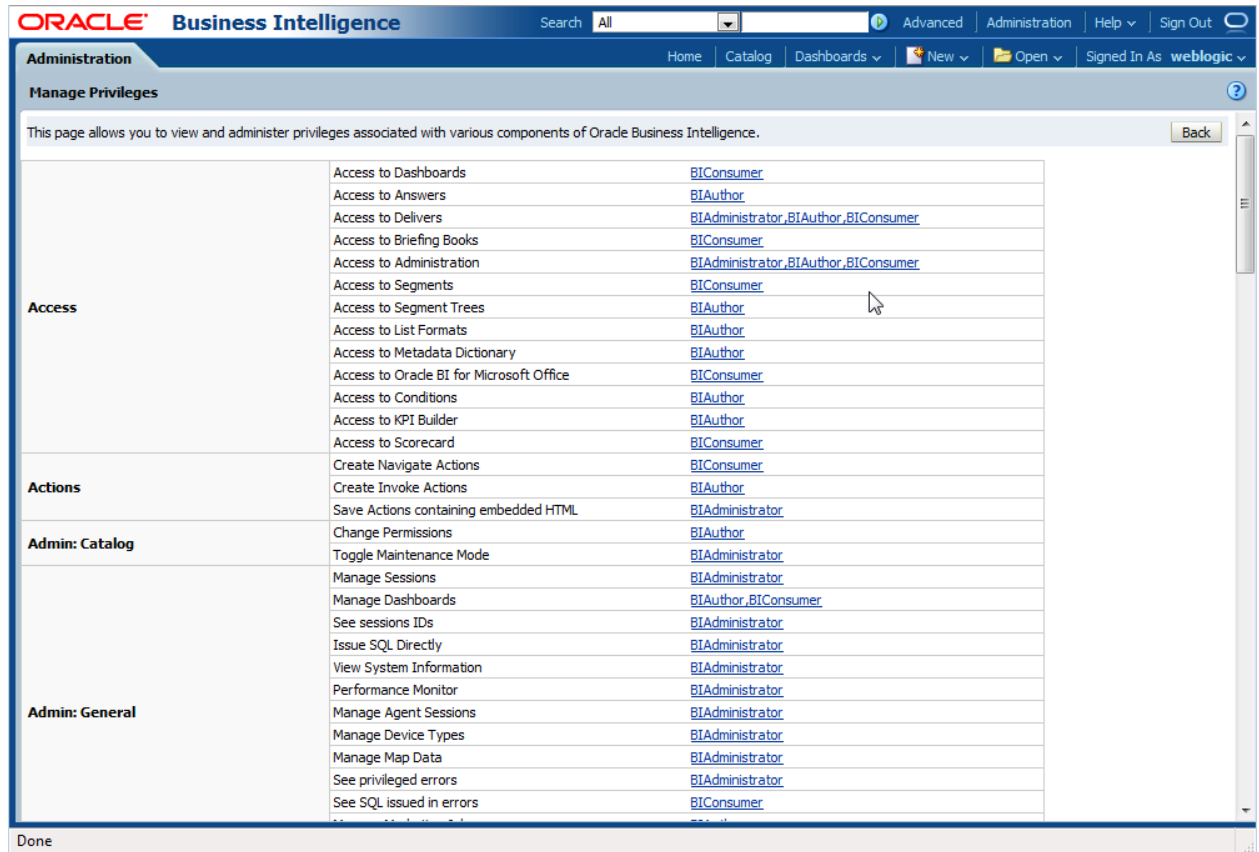 ORACLE Business Intelligence Search All Advanced Administration Help Sign Out
Administration Home Catalog Dashboards New Open Signed In As weblogic
Manage Privileges
This page allows you to view and administer privileges associated with various components of Oracle Business Intelligence. Back
Access to Dashboards BIConsumer
Access to Answers BIAuthor
Access to Delivers BIAdministrator,BIAuthor,BIConsumer
Access to Briefing Books BIConsumer
Access to Administration BIAdministrator,BIAuthor,BIConsumer
Access to Segments BIConsumer
Access Access to Segment Trees BIAuthor
Access to List Formats BIAuthor
Access to Metadata Dictionary BIAuthor
Access to Oracle BI for Microsoft Office BIConsumer
Access to Conditions BIAuthor
Access to KPI Builder BIAuthor
Access to Scorecard BIConsumer
Create Navigate Actions BIConsumer
Actions Create Invoke Actions BIAuthor
Save Actions containing embedded HTML BIAdministrator
Admin: Catalog Change Permissions BIAuthor
Toggle Maintenance Mode BIAdministrator
Manage Sessions BIAdministrator
Manage Dashboards BIAuthor,BIConsumer
See sessions IDs BIAdministrator
Issue SQL Directly BIAdministrator
View System Information BIAdministrator
Performance Monitor BIAdministrator
Admin: General Manage Agent Sessions BIAdministrator
Manage Device Types BIAdministrator
Manage Map Data BIAdministrator
See privileged errors BIAdministrator
See SQL issued in errors BIConsumer
Done